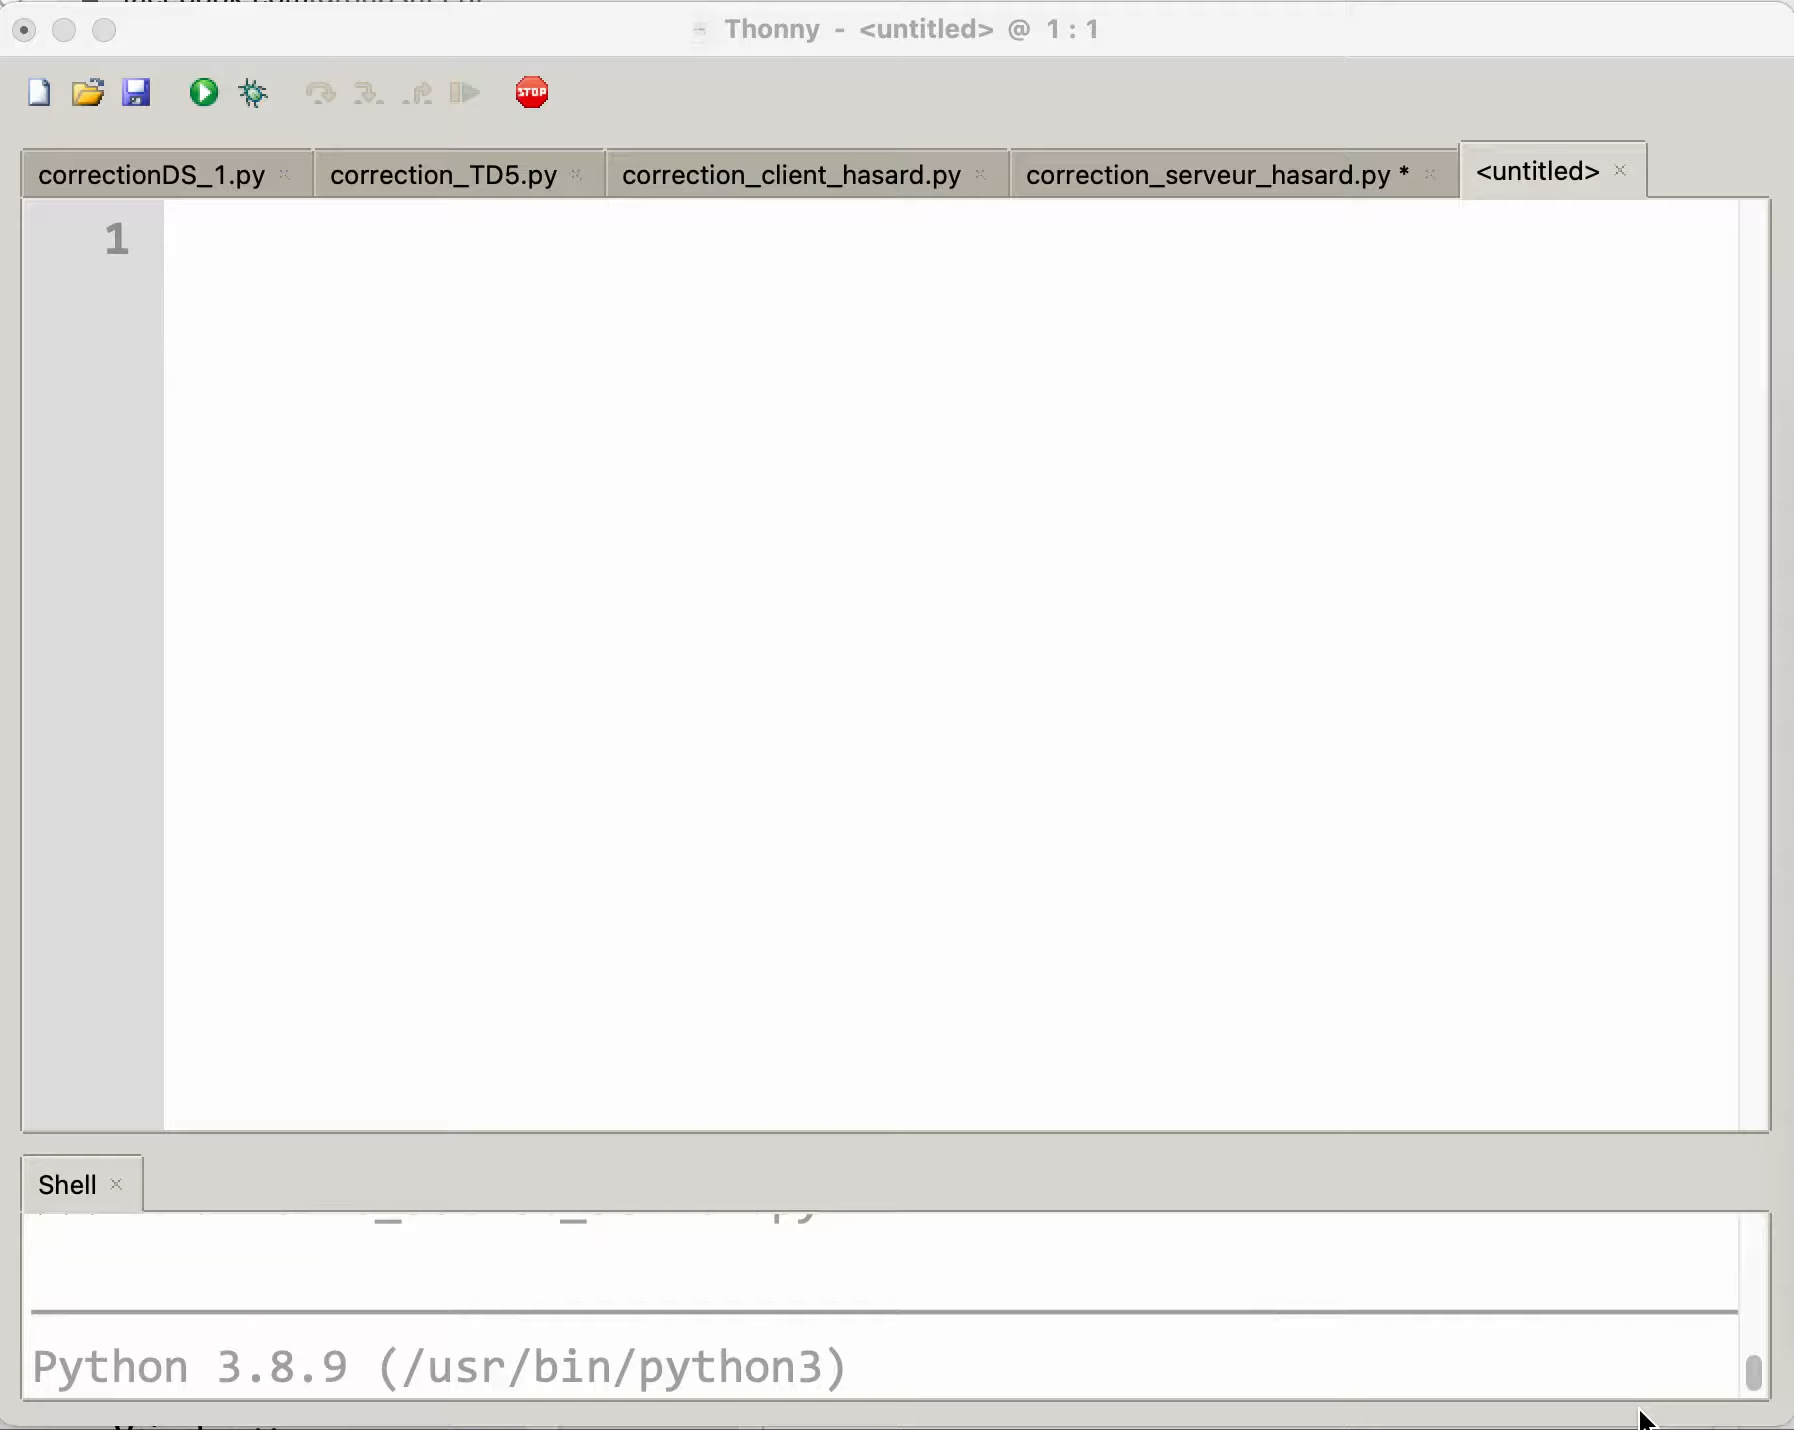 Thonny - <untitled> @ 1 : 1
STOP
correctionDS_1.py
correction_TD5.py
correction_client_hasard.py
correction_serveur_hasard.py *
<untitled>
1
Shell
Python 3.8.9 (/usr/bin/python3)